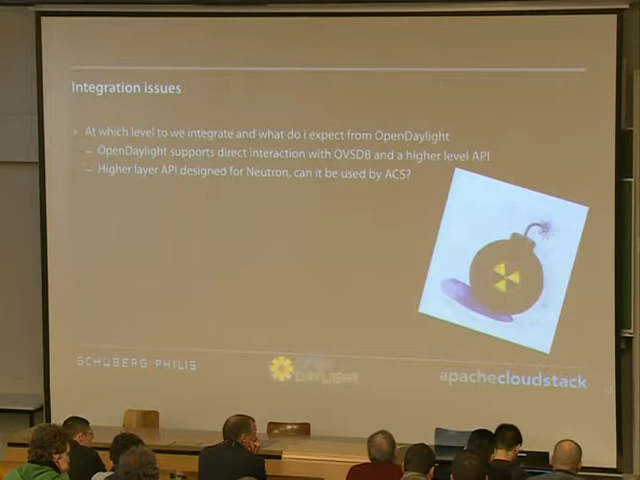 Integration issues
At which level to we integrate and what do i expect from OpenDaylight
– OpenDaylight supports direct interaction with OVSDB and a higher level API
– Higher layer API designed for Neutron, can it be used by ACS?
SCHUBERG PHILIS
DAYLIGHT
apachecloudstack